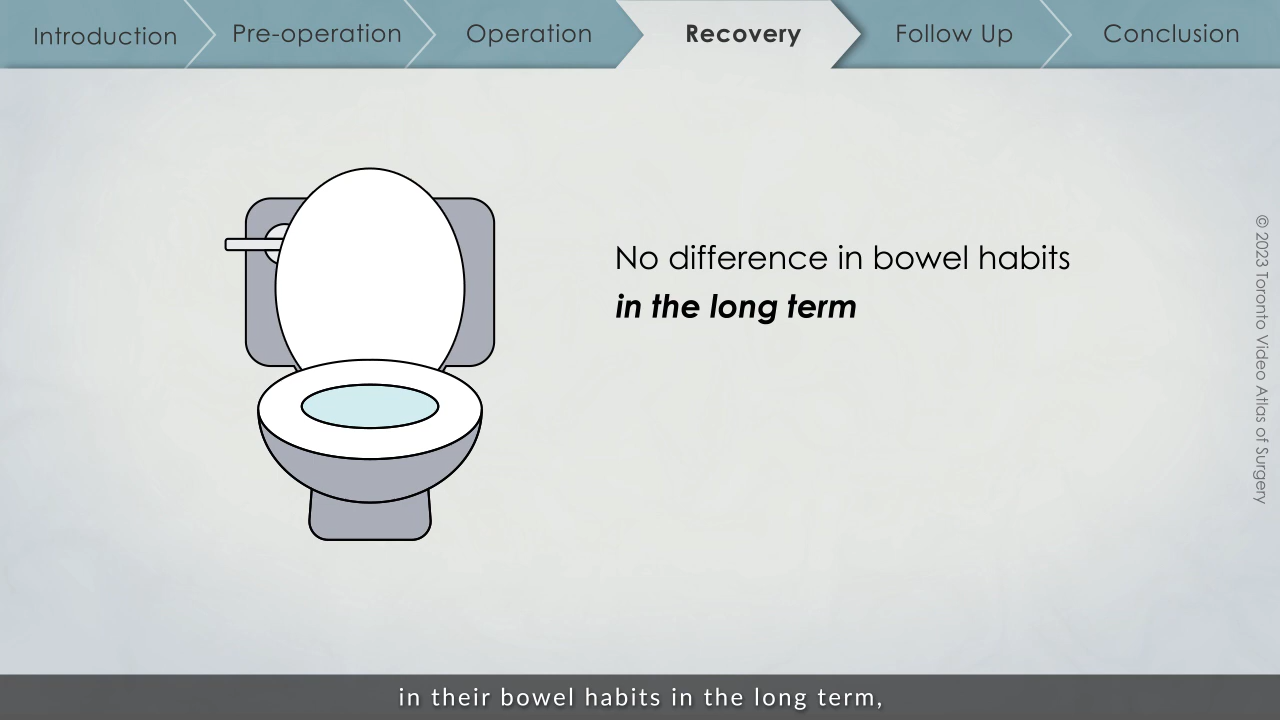 Introduction
Pre-operation
Operation
Recovery
Follow Up
Conclusion
No difference in bowel habits
in the long term
© 2023 Toronto Video Atlas of Surgery
in their bowel habits in the long term,